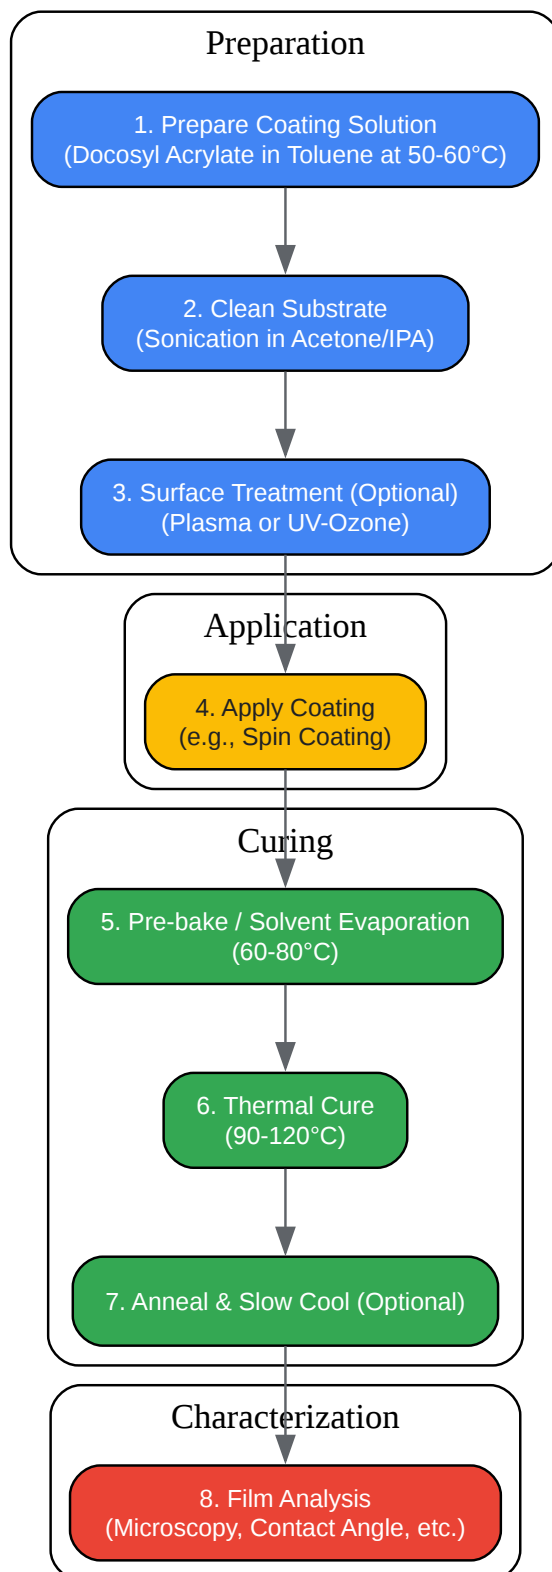 Preparation
1. Prepare Coating Solution
(Docosyl Acrylate in Toluene at 50-60°C)
2. Clean Substrate
(Sonication in Acetone/IPA)
3. Surface Treatment (Optional)
(Plasma or UV-Ozone)
Application
4. Apply Coating
(e.g., Spin Coating)
Curing
5. Pre-bake / Solvent Evaporation
(60-80°C)
6. Thermal Cure
(90-120°C)
7. Anneal & Slow Cool (Optional)
Characterization
8. Film Analysis
(Microscopy, Contact Angle, etc.)